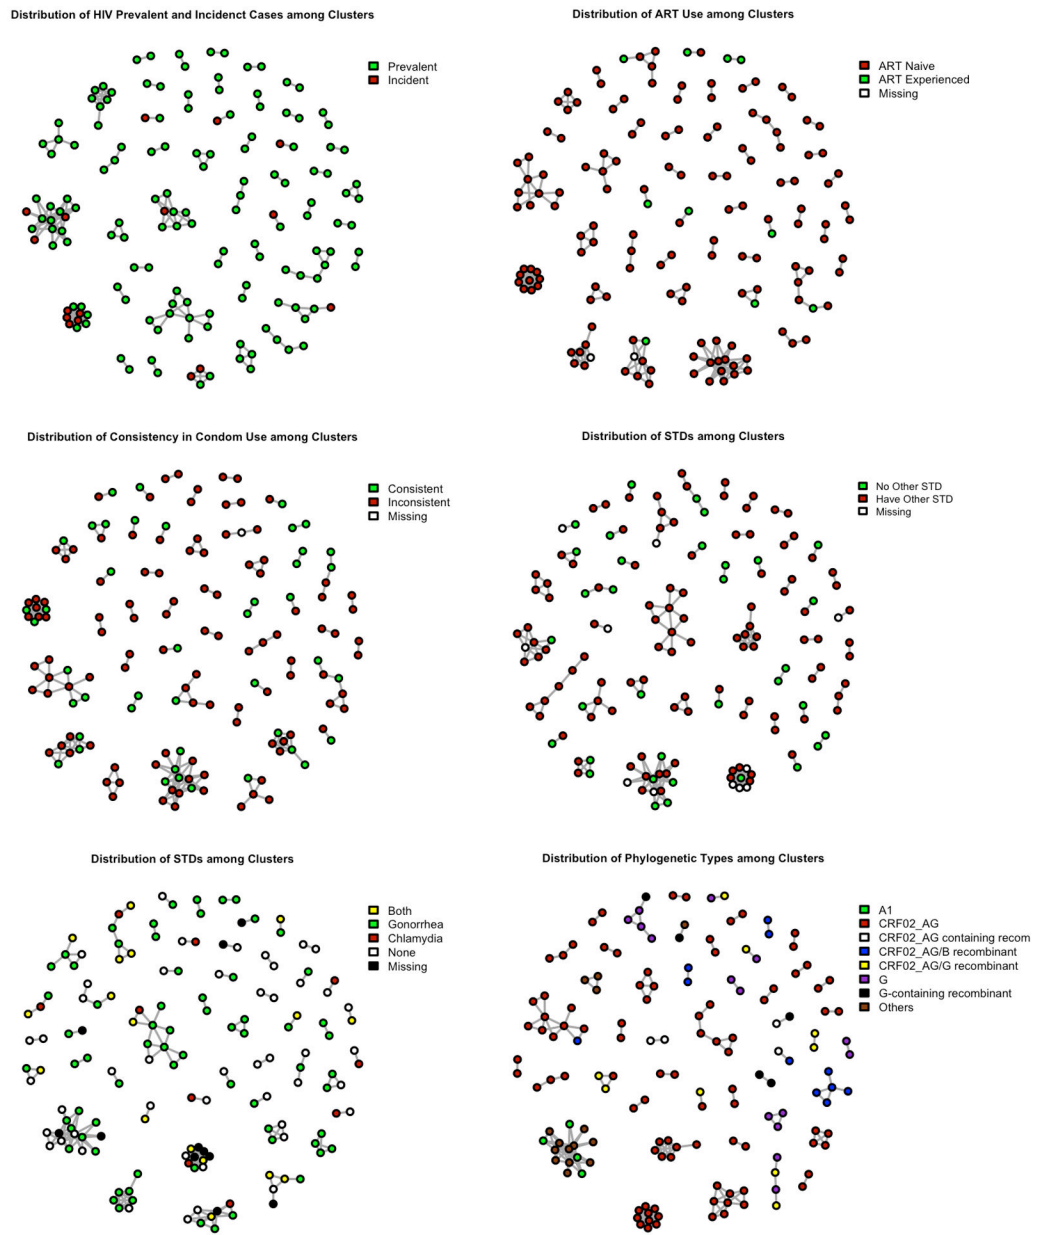 Distribution of HIV Prevalent and Incidenct Cases among Clusters
Prevalent
Incident
Distribution of ART Use among Clusters
ART Naive
ART Experienced
Missing
Distribution of Consistency in Condom Use among Clusters
Consistent
Inconsistent
Missing
Distribution of STDs among Clusters
No Other STD
Have Other STD
Missing
Distribution of STDs among Clusters
Both
Gonorrhea
Chlamydia
None
Missing
Distribution of Phylogenetic Types among Clusters
A1
CRF02_AG
CRF02_AG containing recom
CRF02_AG/B recombinant
CRF02_AG/G recombinant
G
G-containing recombinant
Others